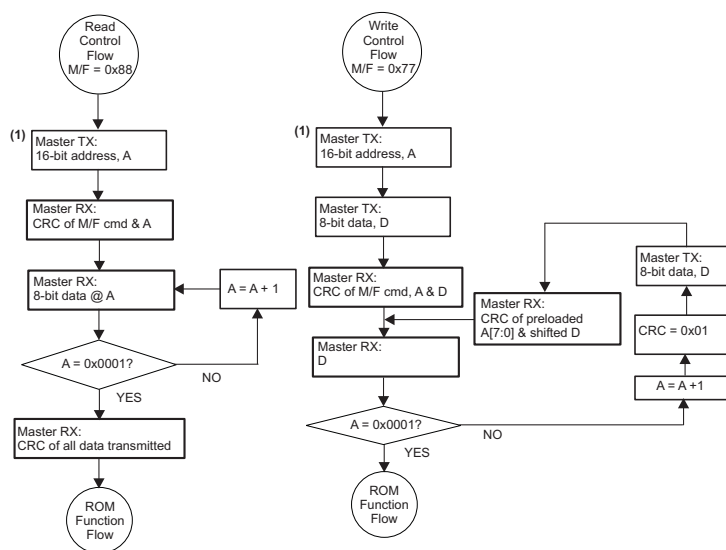 Read
Control
Flow
M/F = 0x88
(1)
Master TX:
16-bit address, A
Master RX:
CRC of M/F cmd & A
Master RX:
8-bit data @ A
A = A + 1
A = 0x0001?
NO
YES
Master RX:
CRC of all data transmitted
ROM
Function
Flow
Write
Control
Flow
M/F = 0x77
(1)
Master TX:
16-bit address, A
Master TX:
8-bit data, D
Master RX:
CRC of M/F cmd, A & D
Master RX:
D
A = 0x0001?
NO
YES
ROM
Function
Flow
A = A +1
CRC = 0x01
Master TX:
8-bit data, D
Master RX:
CRC of preloaded
A[7:0] & shifted D